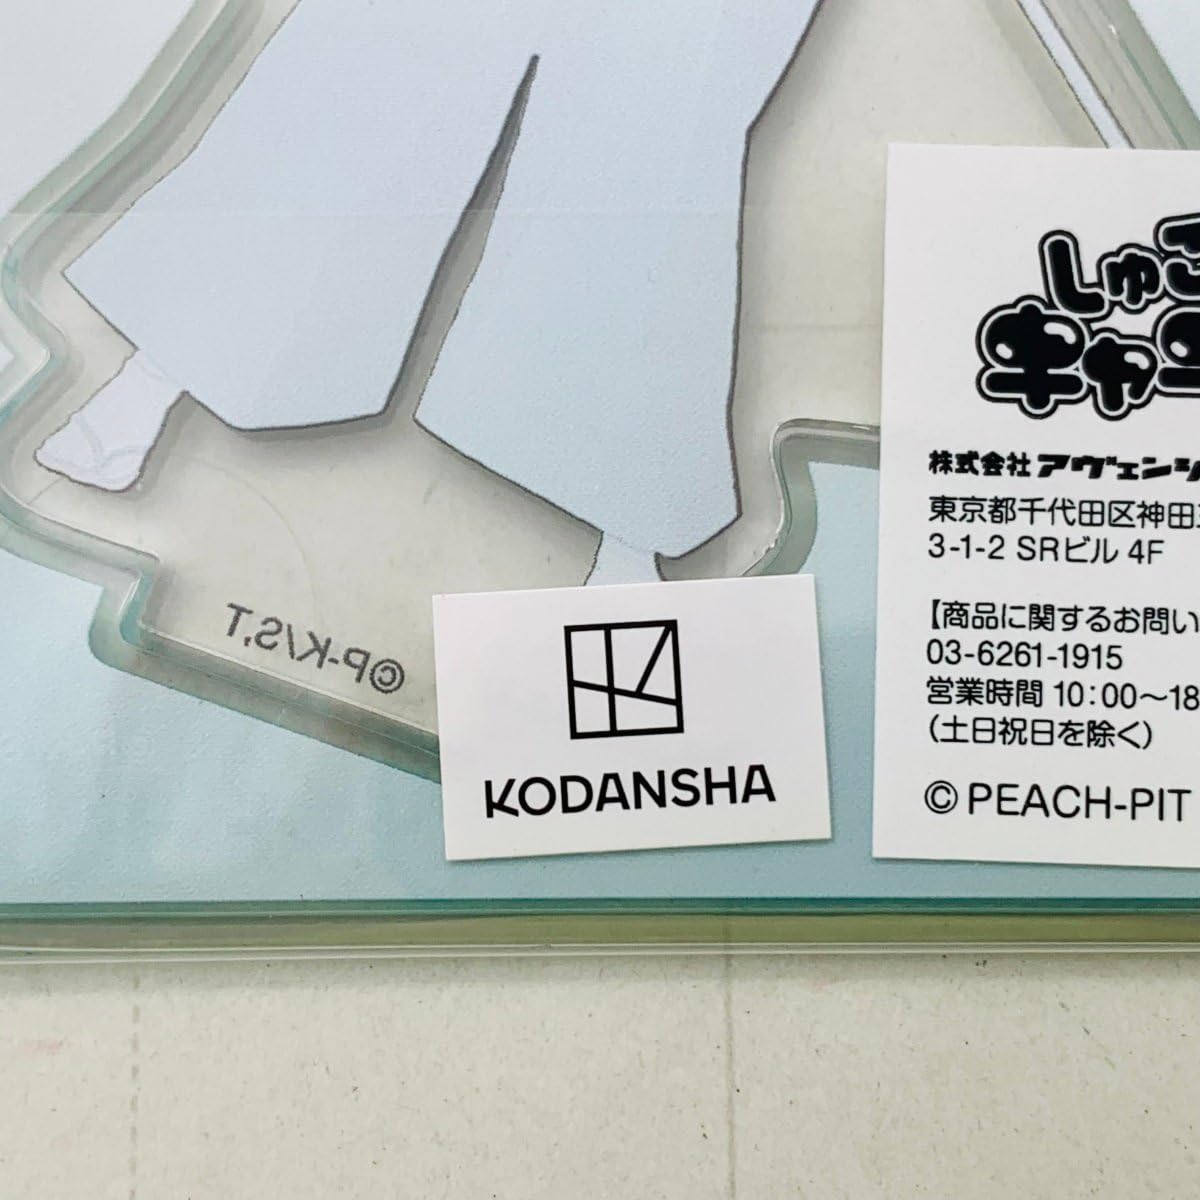 しゅご
キャラ
株式会社アヴェンジ
東京都千代田区神田
3-1-2 SRビル 4F
【商品に関するお問い
03-6261-1915
営業時間 10:00〜18
(土日祝日を除く)
© PEACH-PIT
©P-K/S,T
KODANSHA